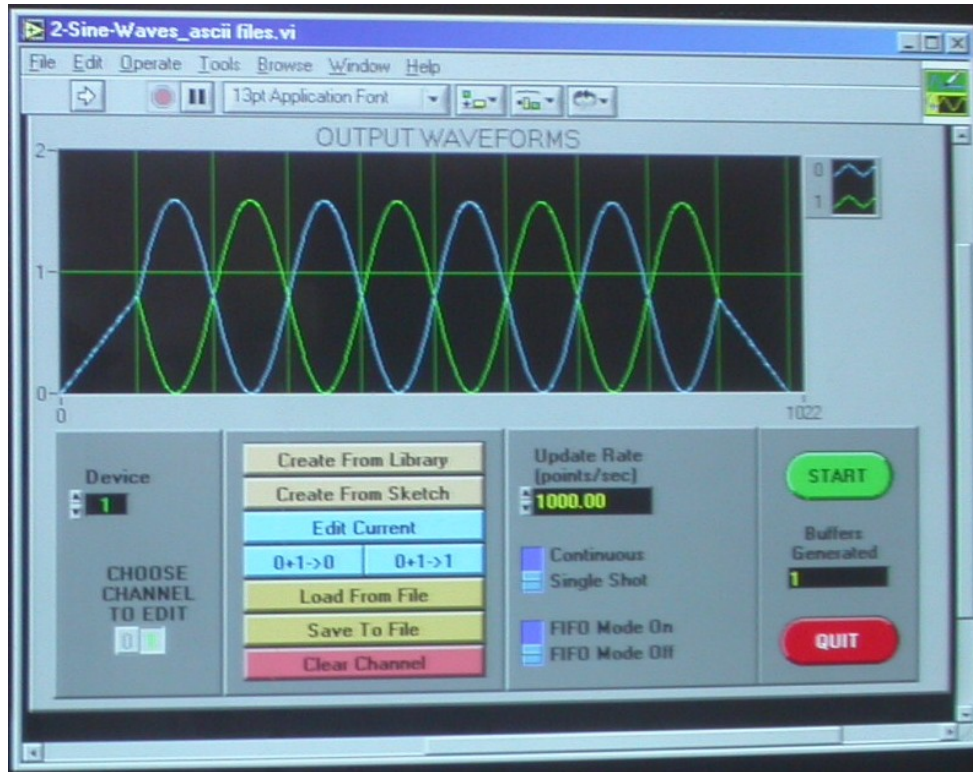 2-Sine-Waves_ascii files.vi
File Edit Operate Tools Browse Window Help
13pt Application Font
OUTPUT WAVEFORMS
2
1
0
0
1022
0
1
Device
1
CHOOSE
CHANNEL
TO EDIT
0
Create From Library
Create From Sketch
Edit Current
0+1->0 0+1->1
Load From File
Save To File
Clear Channel
Update Rate
(points/sec)
1000.00
Continuous
Single Shot
FIFO Mode On
FIFO Mode Off
START
Buffers
Generated
1
QUIT